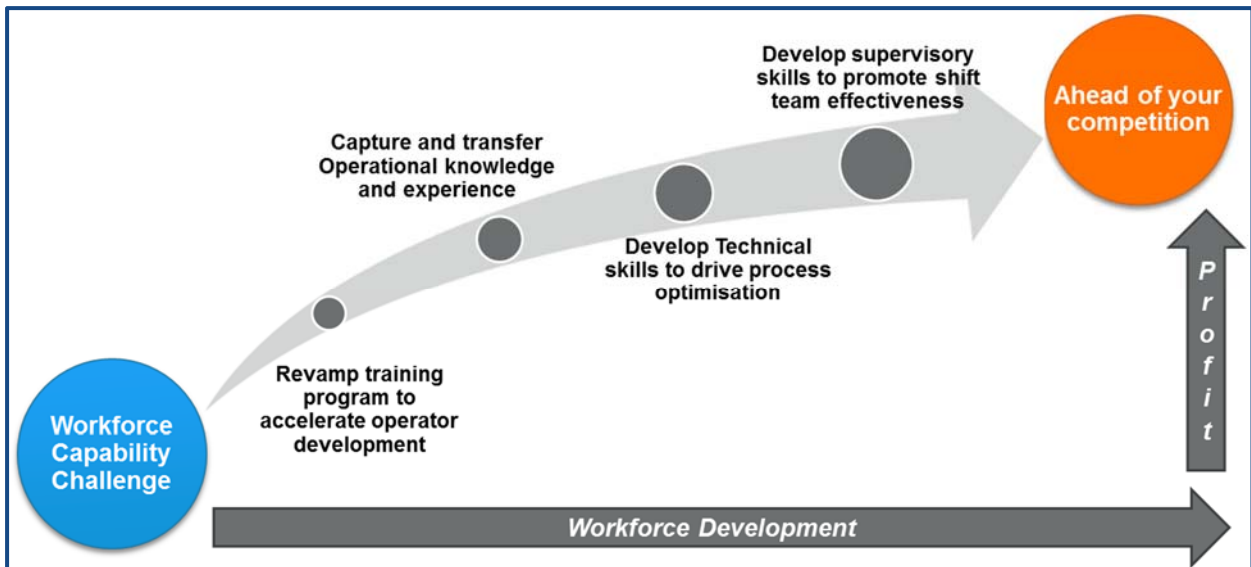 Workforce
Capability
Challenge
Revamp training
program to
accelerate operator
development
Capture and transfer
Operational knowledge
and experience
Develop Technical
skills to drive process
optimisation
Develop supervisory
skills to promote shift
team effectiveness
Ahead of your
competition
Profit
Workforce Development